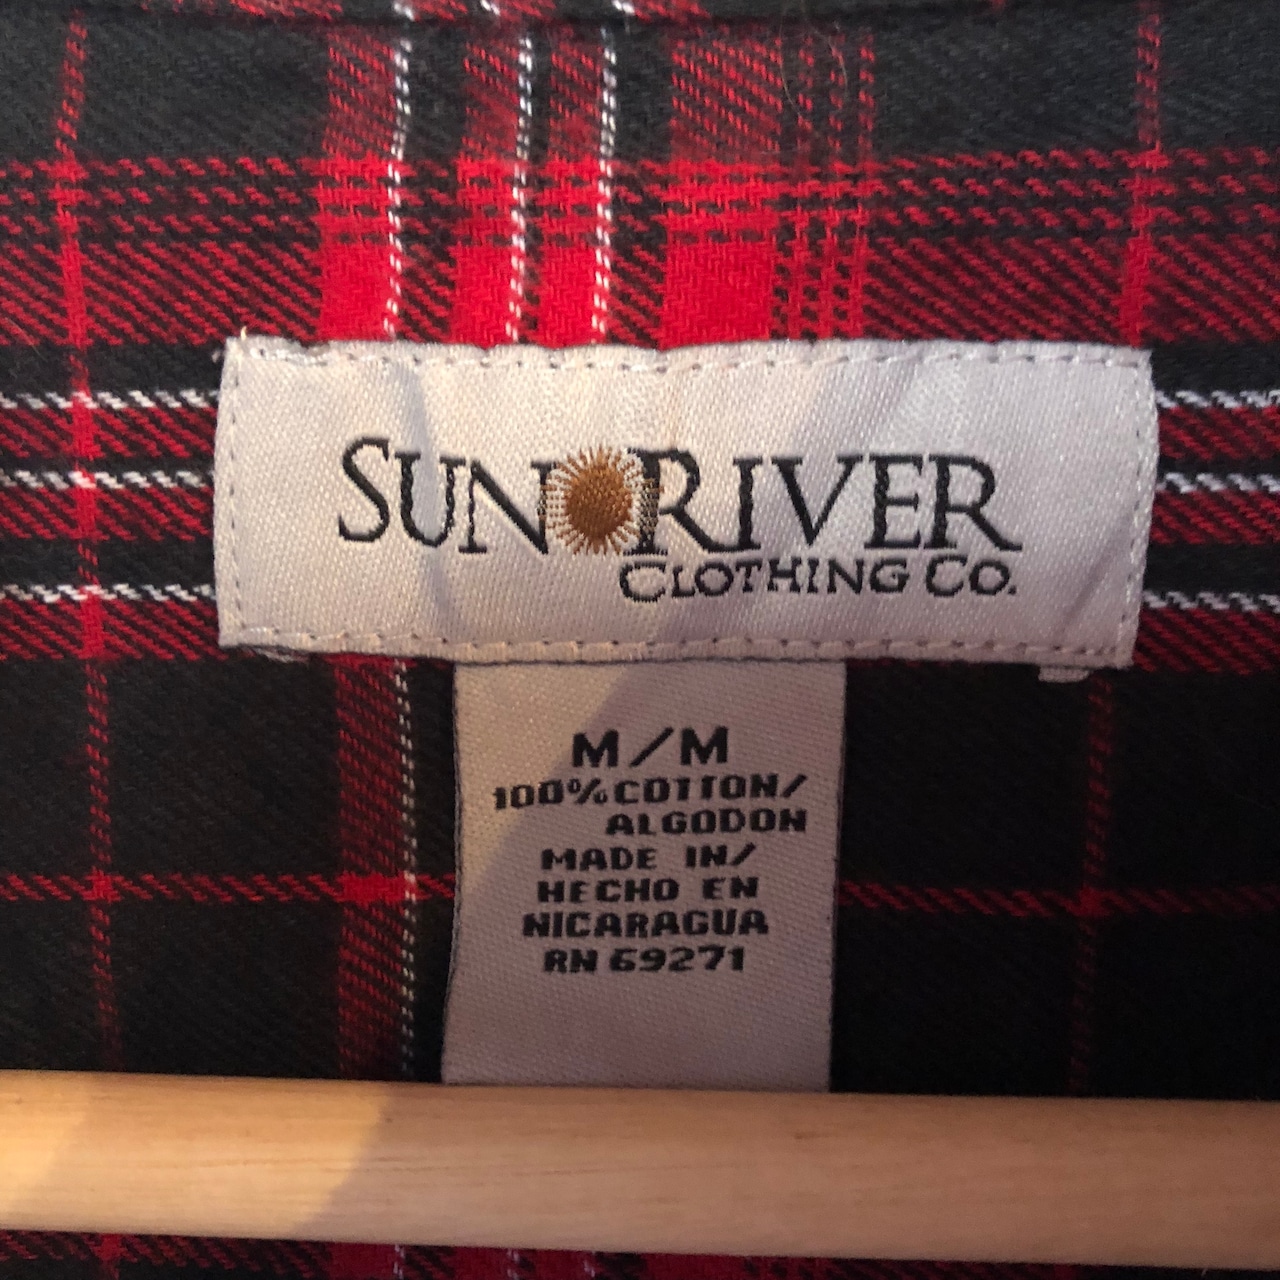 SUN RIVER
CLOTHING CO.
M/M
100% COTTON/
ALGODON
MADE IN/
HECHO EN
NICARAGUA
RN 69271